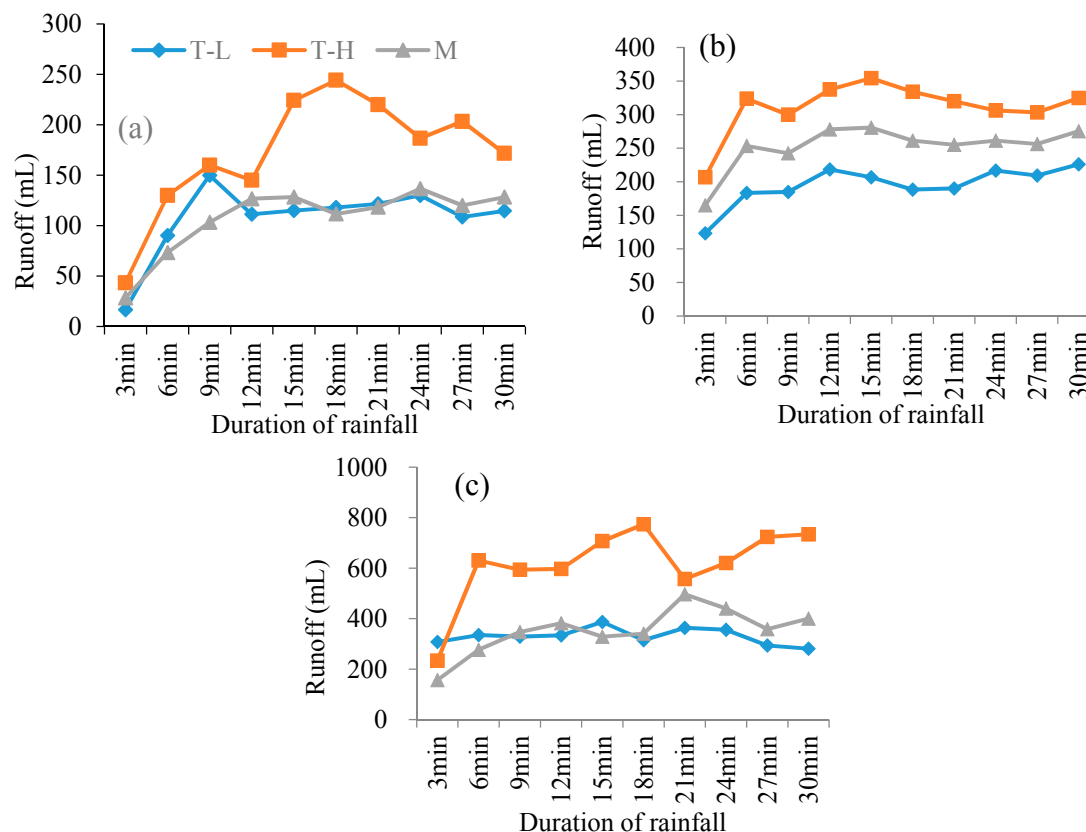 300
250
200
150
100
50
0
Runoff (mL)
T-L T-H M
(a)
3min 6min 9min 12min 15min 18min 21min 24min 27min 30min
Duration of rainfall
400
350
300
250
200
150
100
50
0
Runoff (mL)
(b)
3min 6min 9min 12min 15min 18min 21min 24min 27min 30min
Duration of rainfall
1000
800
600
400
200
0
Runoff (mL)
(c)
3min 6min 9min 12min 15min 18min 21min 24min 27min 30min
Duration of rainfall